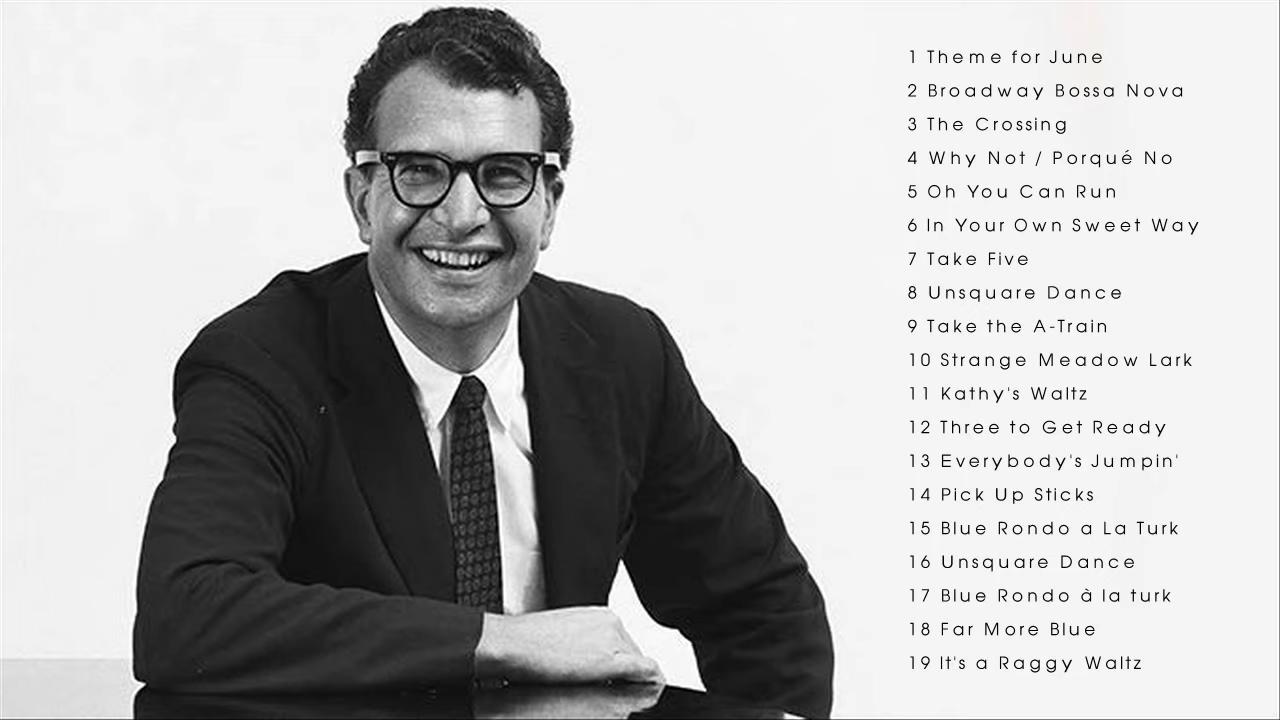 1 Theme for June
2 Broadway Bossa Nova
3 The Crossing
4 Why Not / Porqué No
5 Oh You Can Run
6 In Your Own Sweet Way
7 Take Five
8 Unsquare Dance
9 Take the A-Train
10 Strange Meadow Lark
11 Kathy's Waltz
12 Three to Get Ready
13 Everybody's Jumpin'
14 Pick Up Sticks
15 Blue Rondo a La Turk
16 Unsquare Dance
17 Blue Rondo à la turk
18 Far More Blue
19 It's a Raggy Waltz